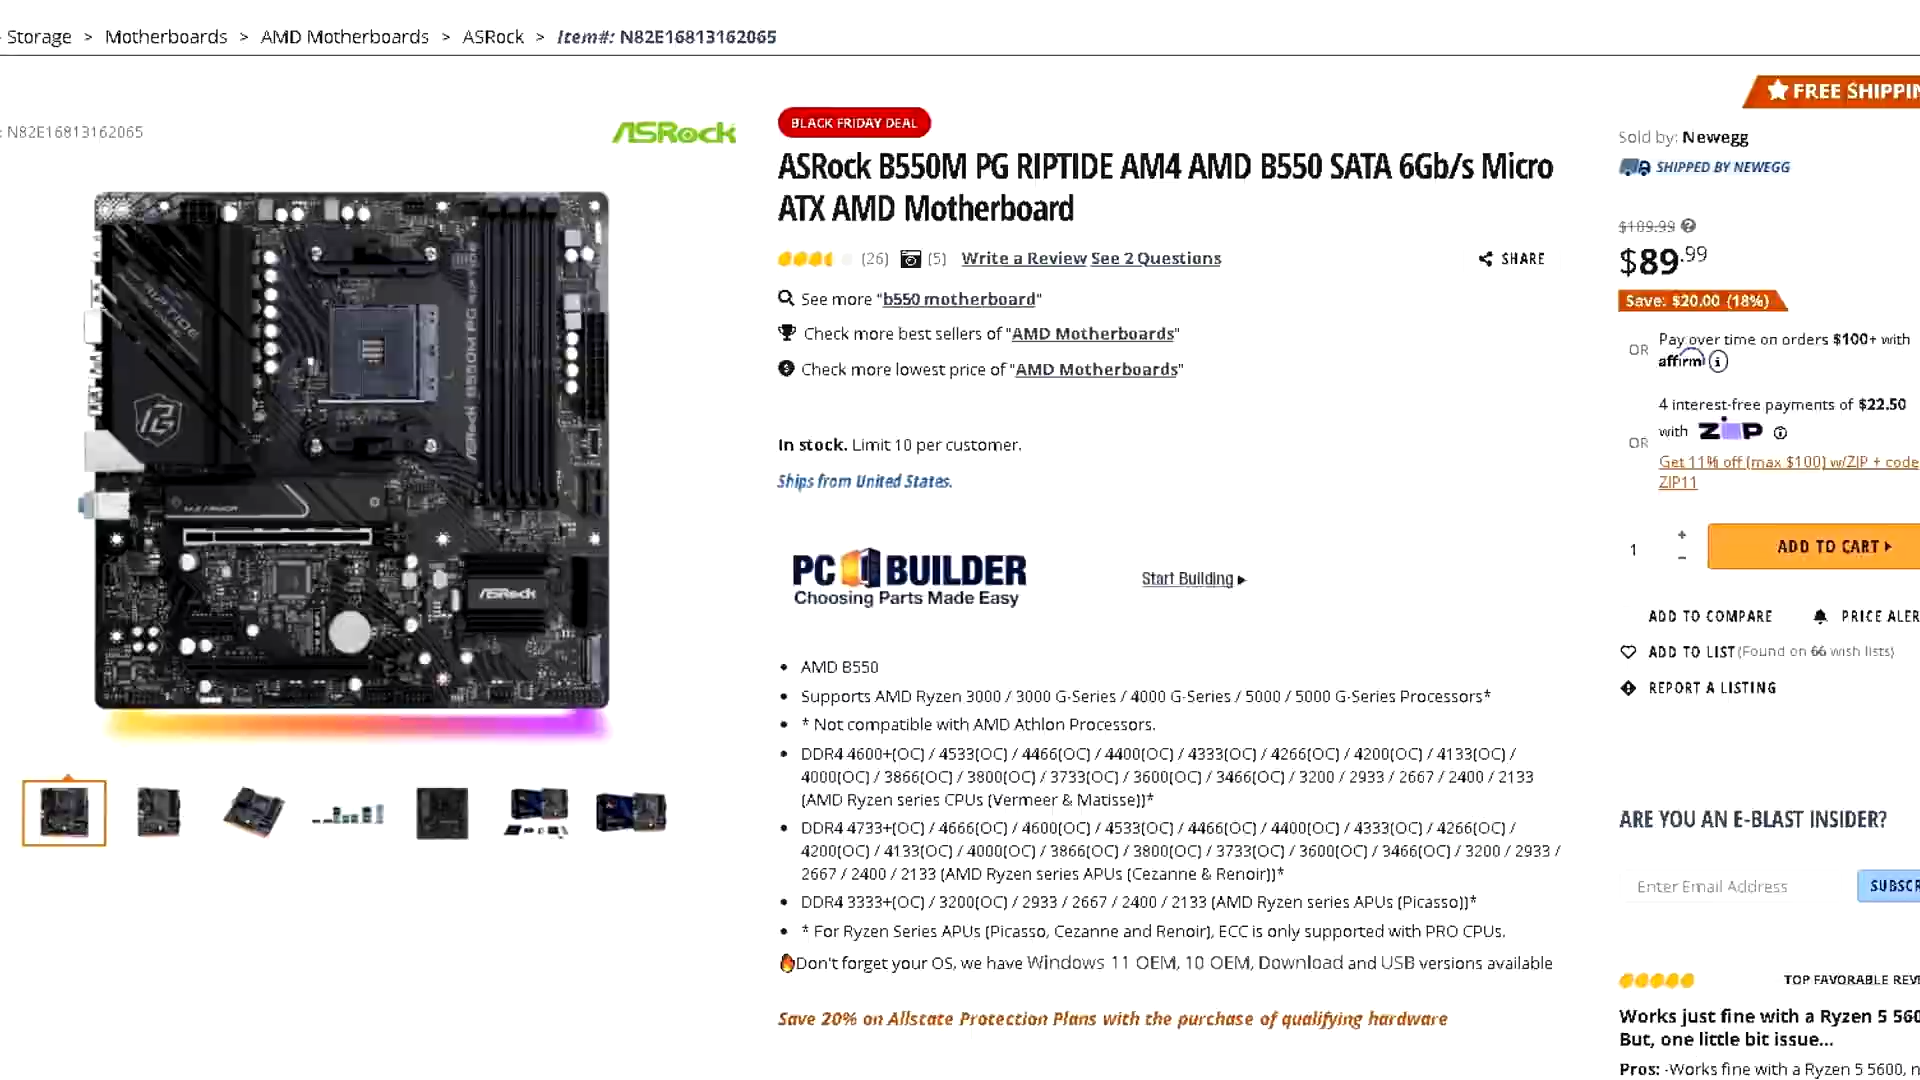 Storage > Motherboards > AMD Motherboards > ASRock > Item#: N82E16813162065
FREE SHIPPIN
: N82E16813162065
ASRock
BLACK FRIDAY DEAL
ASRock B550M PG RIPTIDE AM4 AMD B550 SATA 6Gb/s Micro
ATX AMD Motherboard
(26) (5) Write a Review See 2 Questions
SHARE
See more "b550 motherboard"
Check more best sellers of "AMD Motherboards"
Check more lowest price of "AMD Motherboards"
In stock. Limit 10 per customer.
Ships from United States.
PC BUILDER
Choosing Parts Made Easy
Start Building
AMD B550
Supports AMD Ryzen 3000 / 3000 G-Series / 4000 G-Series / 5000 / 5000 G-Series Processors*
* Not compatible with AMD Athlon Processors.
DDR4 4600+(OC) / 4533(OC) / 4466(OC) / 4400(OC) / 4333(OC) / 4266(OC) / 4200(OC) / 4133(OC) /
4000(OC) / 3866(OC) / 3800(OC) / 3733(OC) / 3600(OC) / 3466(OC) / 3200 / 2933 / 2667 / 2400 / 2133
(AMD Ryzen series CPUs (Vermeer & Matisse))*
DDR4 4733+(OC) / 4666(OC) / 4600(OC) / 4533(OC) / 4466(OC) / 4400(OC) / 4333(OC) / 4266(OC) /
4200(OC) / 4133(OC) / 4000(OC) / 3866(OC) / 3800(OC) / 3733(OC) / 3600(OC) / 3466(OC) / 3200 / 2933 /
2667 / 2400 / 2133 (AMD Ryzen series APUs (Cezanne & Renoir))*
DDR4 3333+(OC) / 3200(OC) / 2933 / 2667 / 2400 / 2133 (AMD Ryzen series APUs (Picasso))*
* For Ryzen Series APUs (Picasso, Cezanne and Renoir), ECC is only supported with PRO CPUs.
Don't forget your OS, we have Windows 11 OEM, 10 OEM, Download and USB versions available
Save 20% on Allstate Protection Plans with the purchase of qualifying hardware
ASRock B550M PG RIPTIDE
ASRock
Sold by: Newegg
SHIPPED BY NEWEGG
$109.99
$89.99
Save: $20.00 (18%)
OR
Pay over time on orders $100+ with
affirm
OR
4 interest-free payments of $22.50
with ZIP
Get 11% off (max $100) w/ZIP + code
ZIP11
1 + -
ADD TO CART
ADD TO COMPARE
PRICE ALER
ADD TO LIST (Found on 66 wish lists)
REPORT A LISTING
ARE YOU AN E-BLAST INSIDER?
Enter Email Address
SUBSCR
TOP FAVORABLE REVI
Works just fine with a Ryzen 5 560
But, one little bit issue...
Pros: -Works fine with a Ryzen 5 5600, n